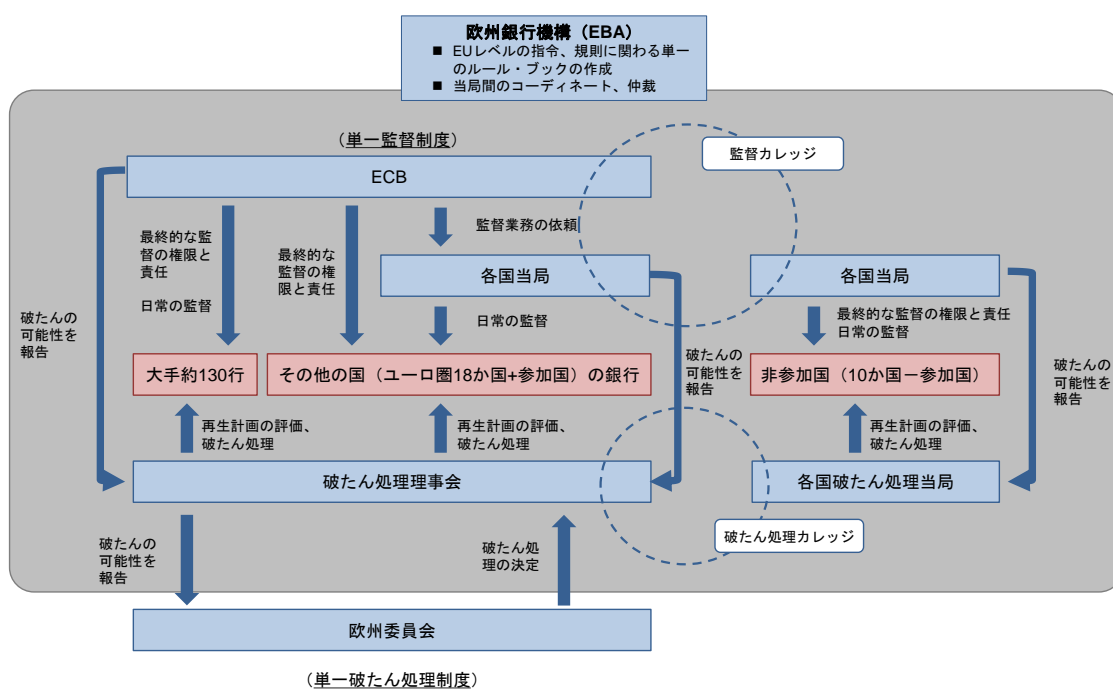 欧州銀行機構（EBA）
■ EUレベルの指令、規則に関わる単一
のルール・ブックの作成
■ 当局間のコーディネート、仲裁
（単一監督制度）
監督カレッジ
ECB
最終的な監
督の権限と
責任
日常の監督
最終的な
監督の権
限と責任
監督業務の依頼
各国当局
各国当局
日常の監督
最終的な監督の権限と責任
日常の監督
破たんの
可能性を
報告
大手約130行
その他の国（ユーロ圏18か国+参加国）の銀行
破たんの
可能性を
報告
非参加国（10か国－参加国）
破たんの
可能性を
報告
再生計画の評価、
破たん処理
再生計画の評価、
破たん処理
再生計画の評価、
破たん処理
破たん処理理事会
各国破たん処理当局
破たん処理カレッジ
破たんの
可能性を
報告
破たん処
理の決定
欧州委員会
（単一破たん処理制度）